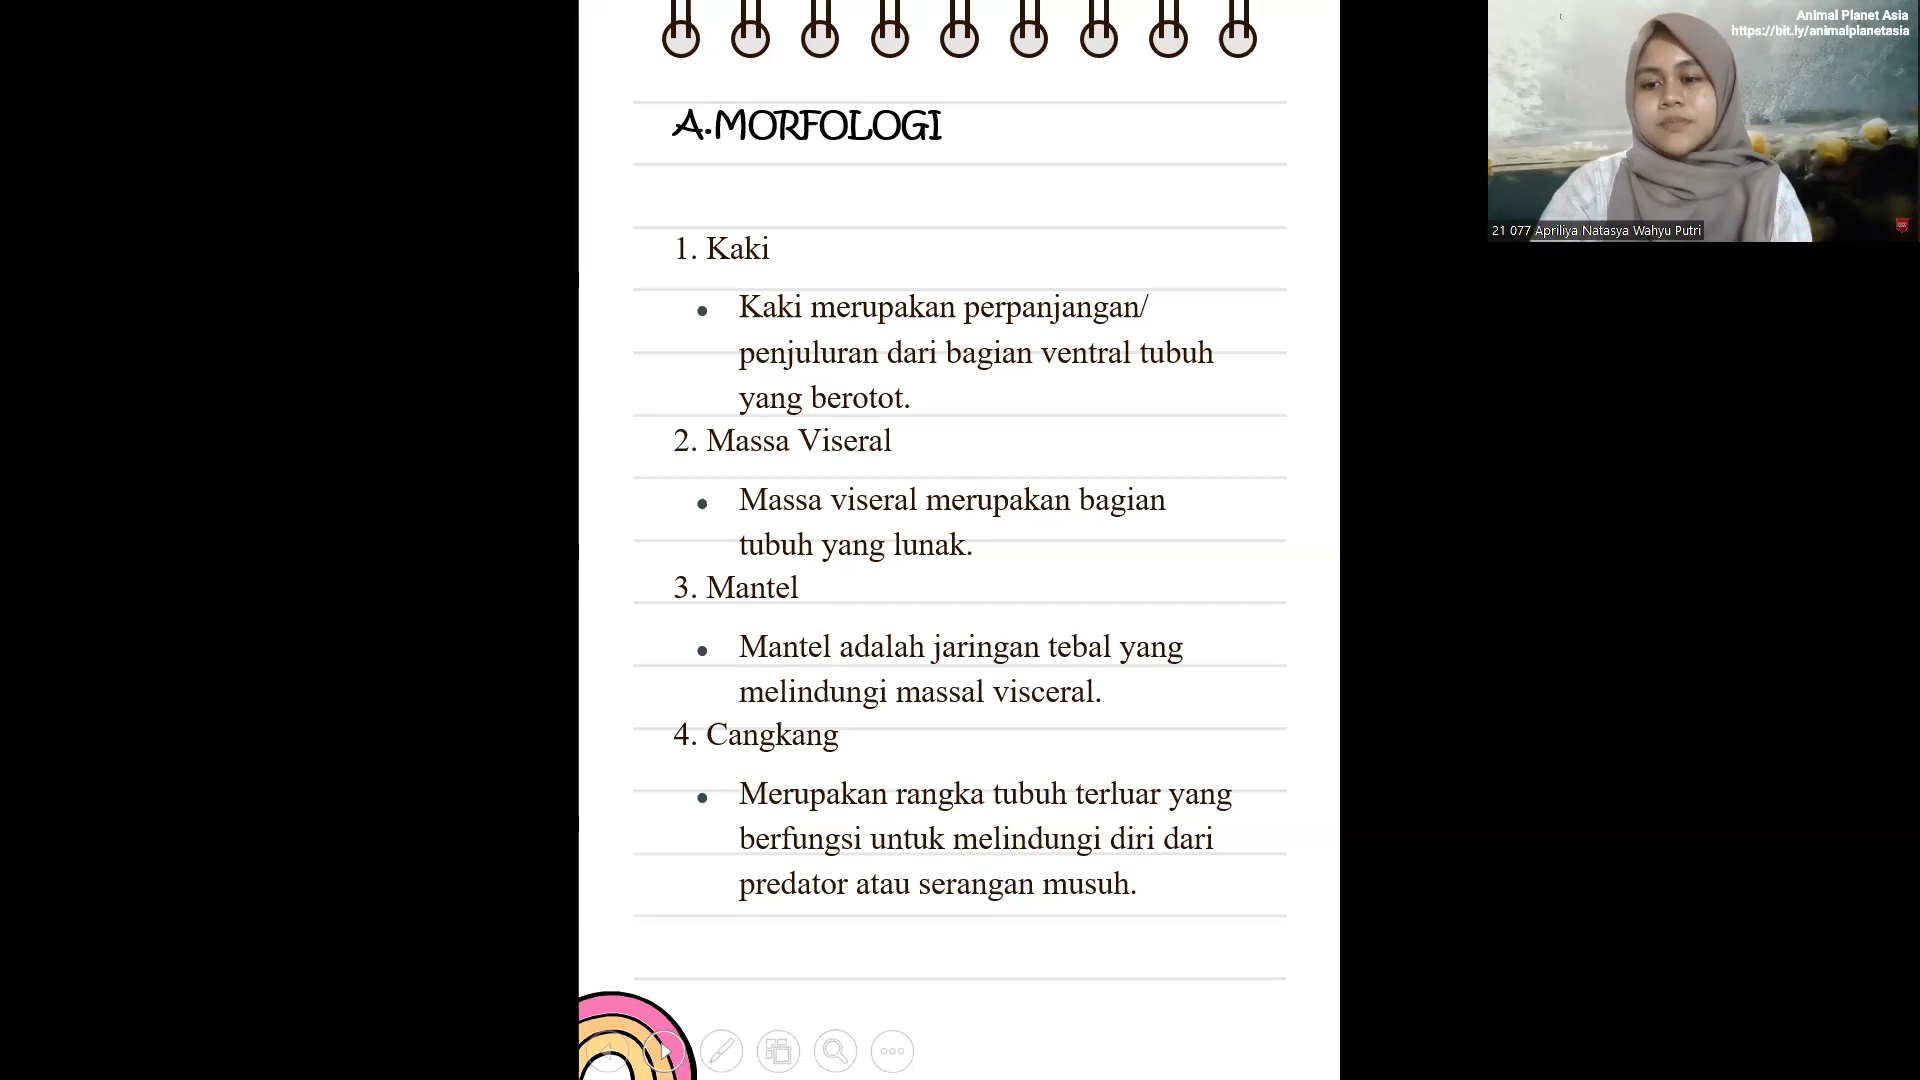 A.MORFOLOGI
1. Kaki
• Kaki merupakan perpanjangan/
penjuluran dari bagian ventral tubuh
yang berotot.
2. Massa Viseral
• Massa viseral merupakan bagian
tubuh yang lunak.
3. Mantel
• Mantel adalah jaringan tebal yang
melindungi massal visceral.
4. Cangkang
• Merupakan rangka tubuh terluar yang
berfungsi untuk melindungi diri dari
predator atau serangan musuh.
Animal Planet Asia
https://bit.ly/animalplanetasia
21 077 Apriliya Natasya Wahyu Putri